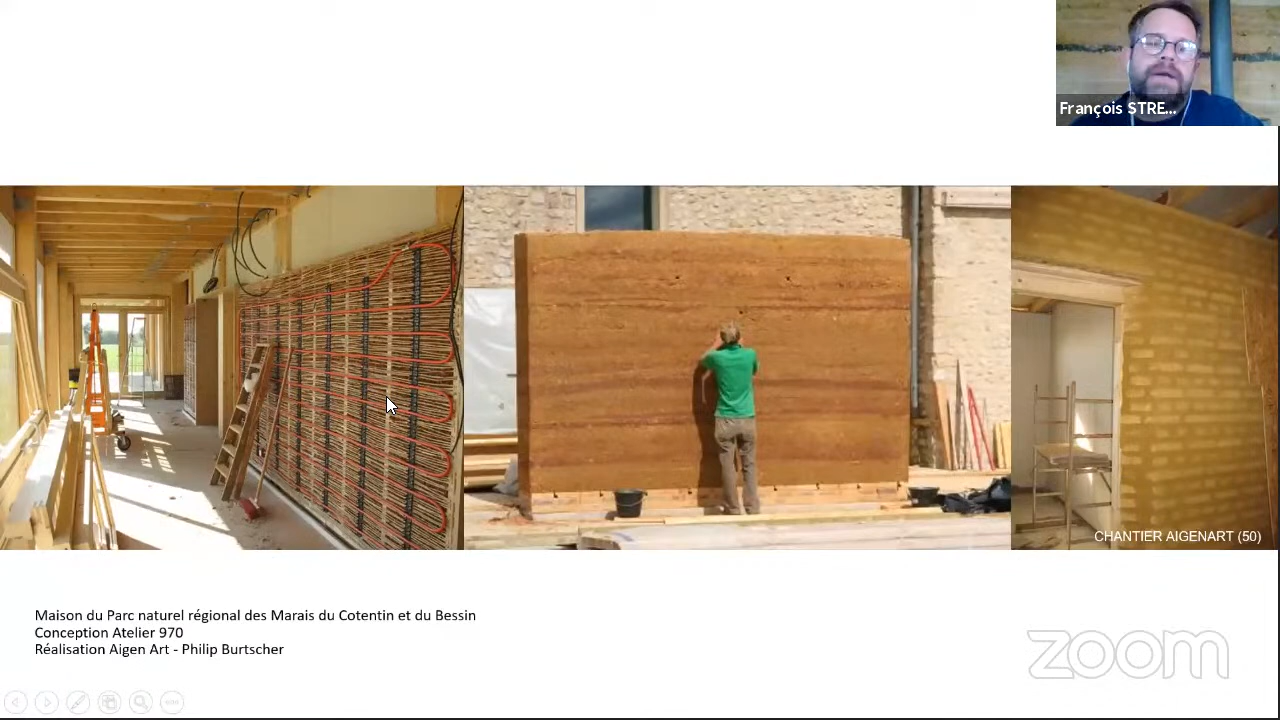 François STRE...
CHANTIER AIGENART (50)
Maison du Parc naturel régional des Marais du Cotentin et du Bessin
Conception Atelier 970
Réalisation Aigen Art - Philip Burtscher
zoom